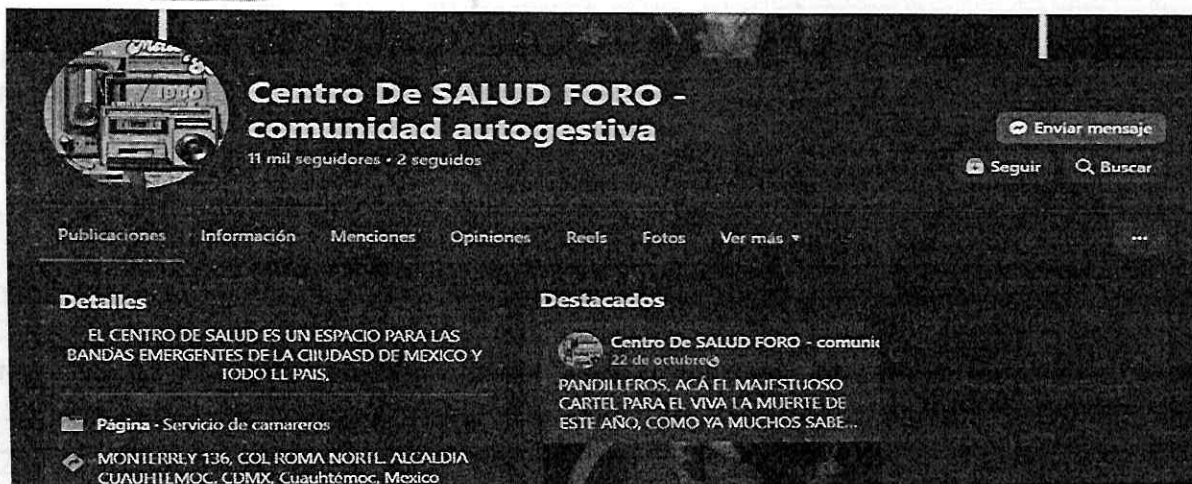 1980
Centro De SALUD FORO -
comunidad autogestiva
11 mil seguidores • 2 seguidos
Enviar mensaje
Seguir
Buscar
Publicaciones
Información
Menciones
Opiniones
Reels
Fotos
Ver más
Detalles
EL CENTRO DE SALUD ES UN ESPACIO PARA LAS
BANDAS EMERGENTES DE LA CIIUDASD DE MEXICO Y
TODO EL PAIS,
Página - Servicio de camareros
MONTERREY 136, COL ROMA NORTE. ALCALDIA
CUAUHTEMOC, CDMX, Cuauhtémoc, Mexico
Destacados
Centro De SALUD FORO - comunic
22 de octubre
PANDILLEROS, ACÁ EL MAJESTUOSO
CARTEL PARA EL VIVA LA MUERTE DE
ESTE AÑO, COMO YA MUCHOS SABE...